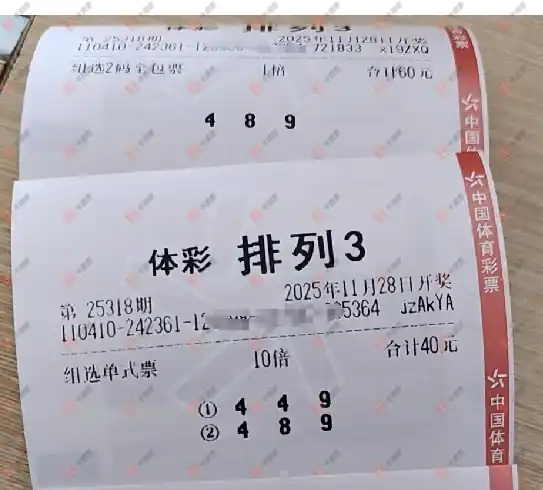 体彩 排列3
第 25318期 2025年11月28日开奖
110410-242361-12 721833 x19ZXQ
组选2码全包票 1倍 合计60元
4 8 9
中国体
体彩 排列3
第 25318期 2025年11月28日开奖
110410-242361-12 5364 jzAkYA
组选单式票 10倍 合计40元
① 4 4 9
② 4 8 9
中国体育彩票
中国体育